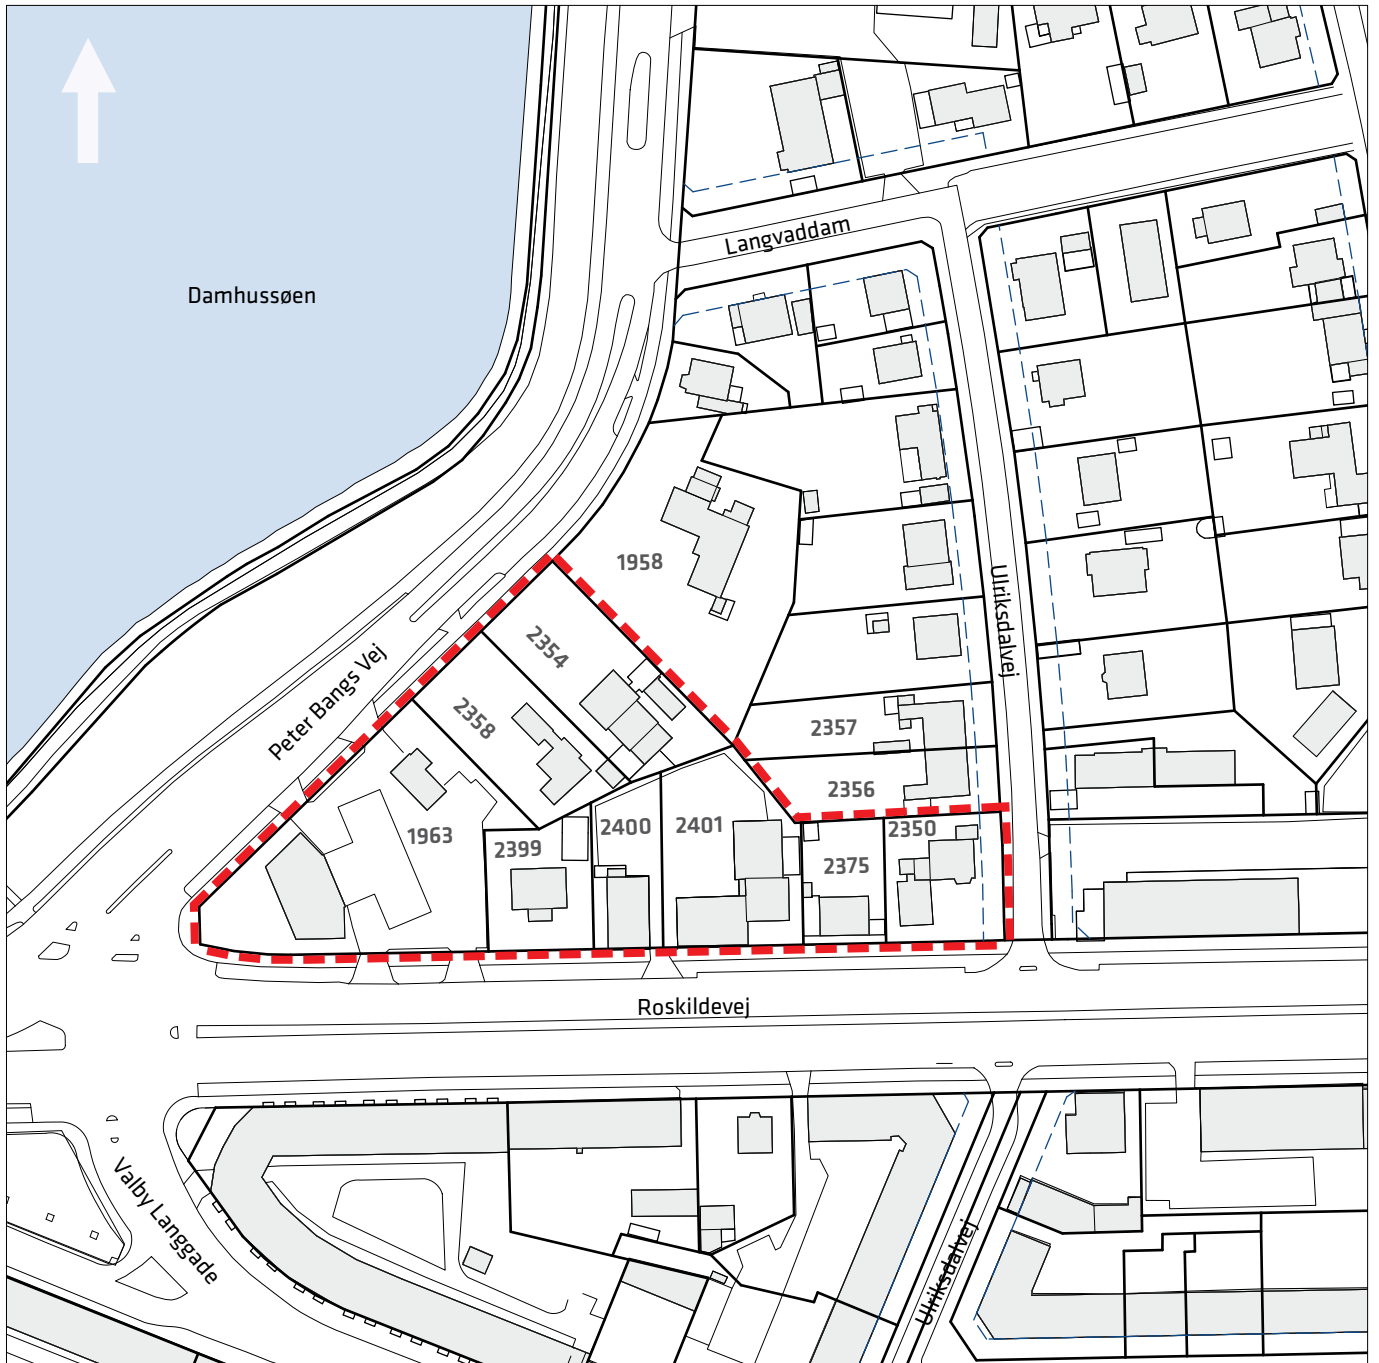 Langvaddam
Damhussøen
1958
Ulriksdalvej
2354
Peter Bangs Vej
2358
2357
2356
1963
2399
2400
2401
2375
2350
Roskildevej
Valby Langgade
Ulriksdalvej